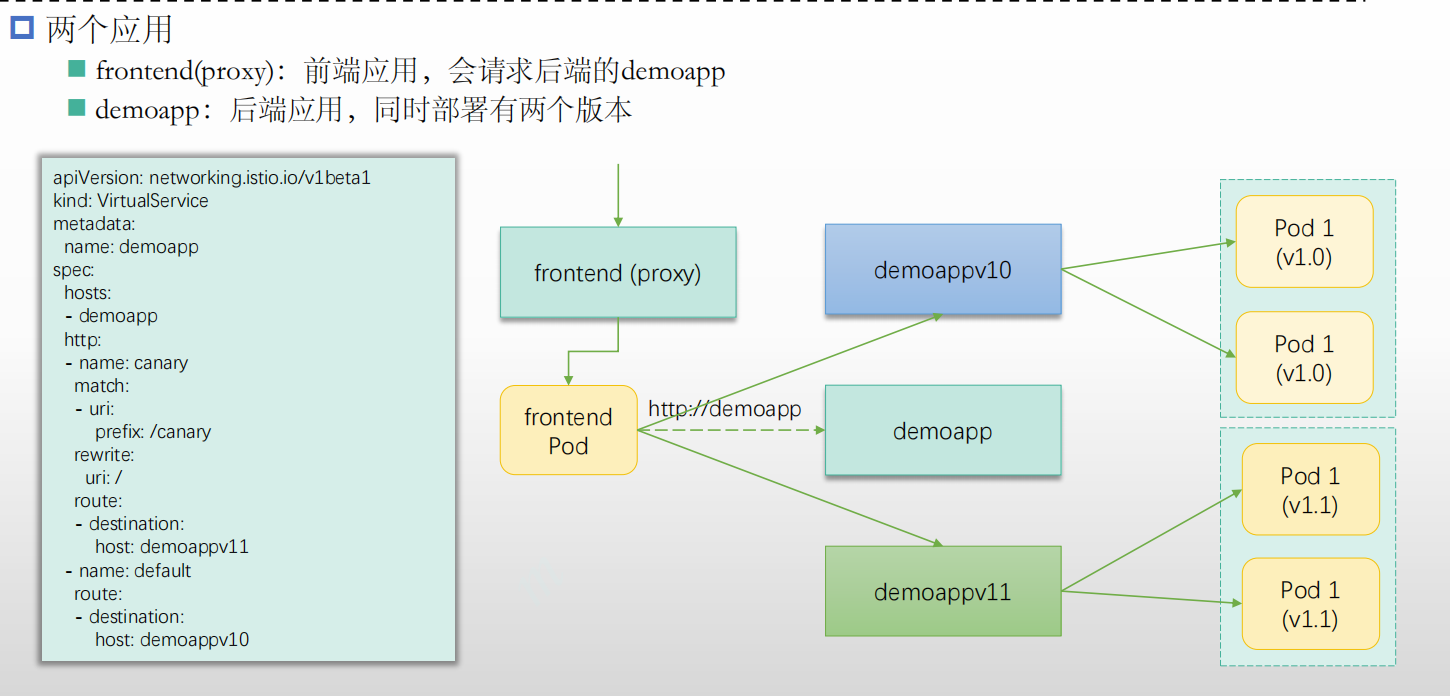 两个应用
frontend(proxy)：前端应用，会请求后端的demoapp
demoapp：后端应用，同时部署有两个版本
apiVersion: networking.istio.io/v1beta1
kind: VirtualService
metadata:
  name: demoapp
spec:
  hosts:
  - demoapp
  http:
  - name: canary
    match:
    - uri:
        prefix: /canary
    rewrite:
      uri: /
    route:
    - destination:
        host: demoappv11
  - name: default
    route:
    - destination:
        host: demoappv10
frontend (proxy)
frontend
Pod
http://demoapp
demoappv10
demoapp
demoappv11
Pod 1
(v1.0)
Pod 1
(v1.0)
Pod 1
(v1.1)
Pod 1
(v1.1)